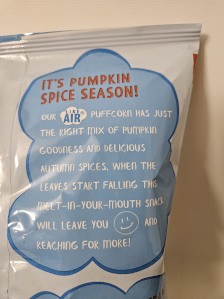 IT'S PUMPKIN
SPICE SEASON!
OUR LIKE AIR® PUFFCORN HAS JUST
THE RIGHT MIX OF PUMPKIN
GOODNESS AND DELICIOUS
AUTUMN SPICES. WHEN THE
LEAVES START FALLING THIS
MELT-IN-YOUR-MOUTH SNACK
WILL LEAVE YOU AND
REACHING FOR MORE!